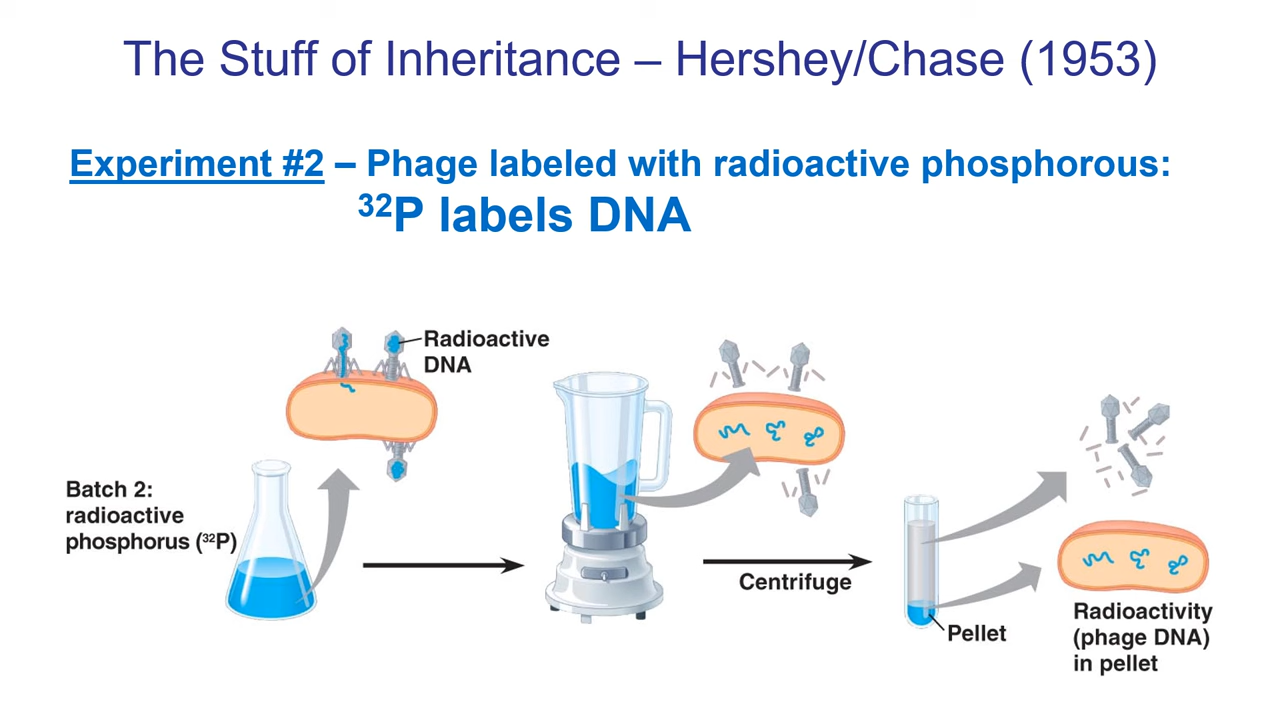 The Stuff of Inheritance – Hershey/Chase (1953)
Experiment #2 – Phage labeled with radioactive phosphorous:
³²P labels DNA
Radioactive
DNA
Batch 2:
radioactive
phosphorus (³²P)
Centrifuge
Pellet
Radioactivity
(phage DNA)
in pellet